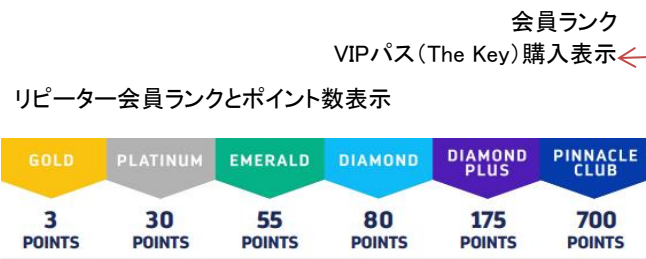 会員ランク
VIPパス(The Key)購入表示
リピーター会員ランクとポイント数表示
GOLD PLATINUM EMERALD DIAMOND DIAMOND PLUS PINNACLE CLUB
3 30 55 80 175 700
POINTS POINTS POINTS POINTS POINTS POINTS